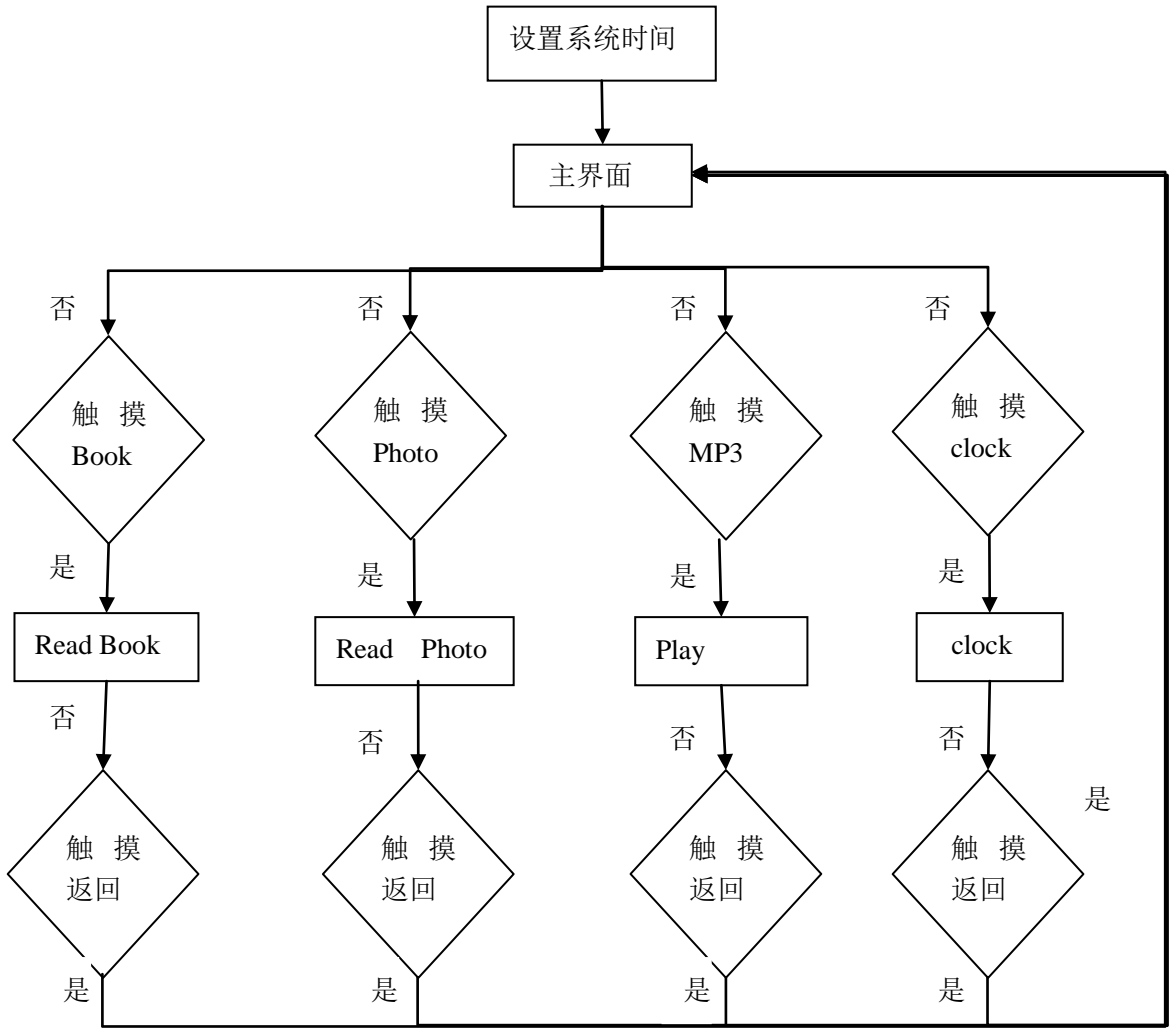 设置系统时间
主界面
否
否
否
否
触 摸
Book
触 摸
Photo
触 摸
MP3
触 摸
clock
是
是
是
是
Read Book
Read Photo
Play
clock
否
否
否
否
是
触 摸
返回
触 摸
返回
触 摸
返回
触 摸
返回
是
是
是
是